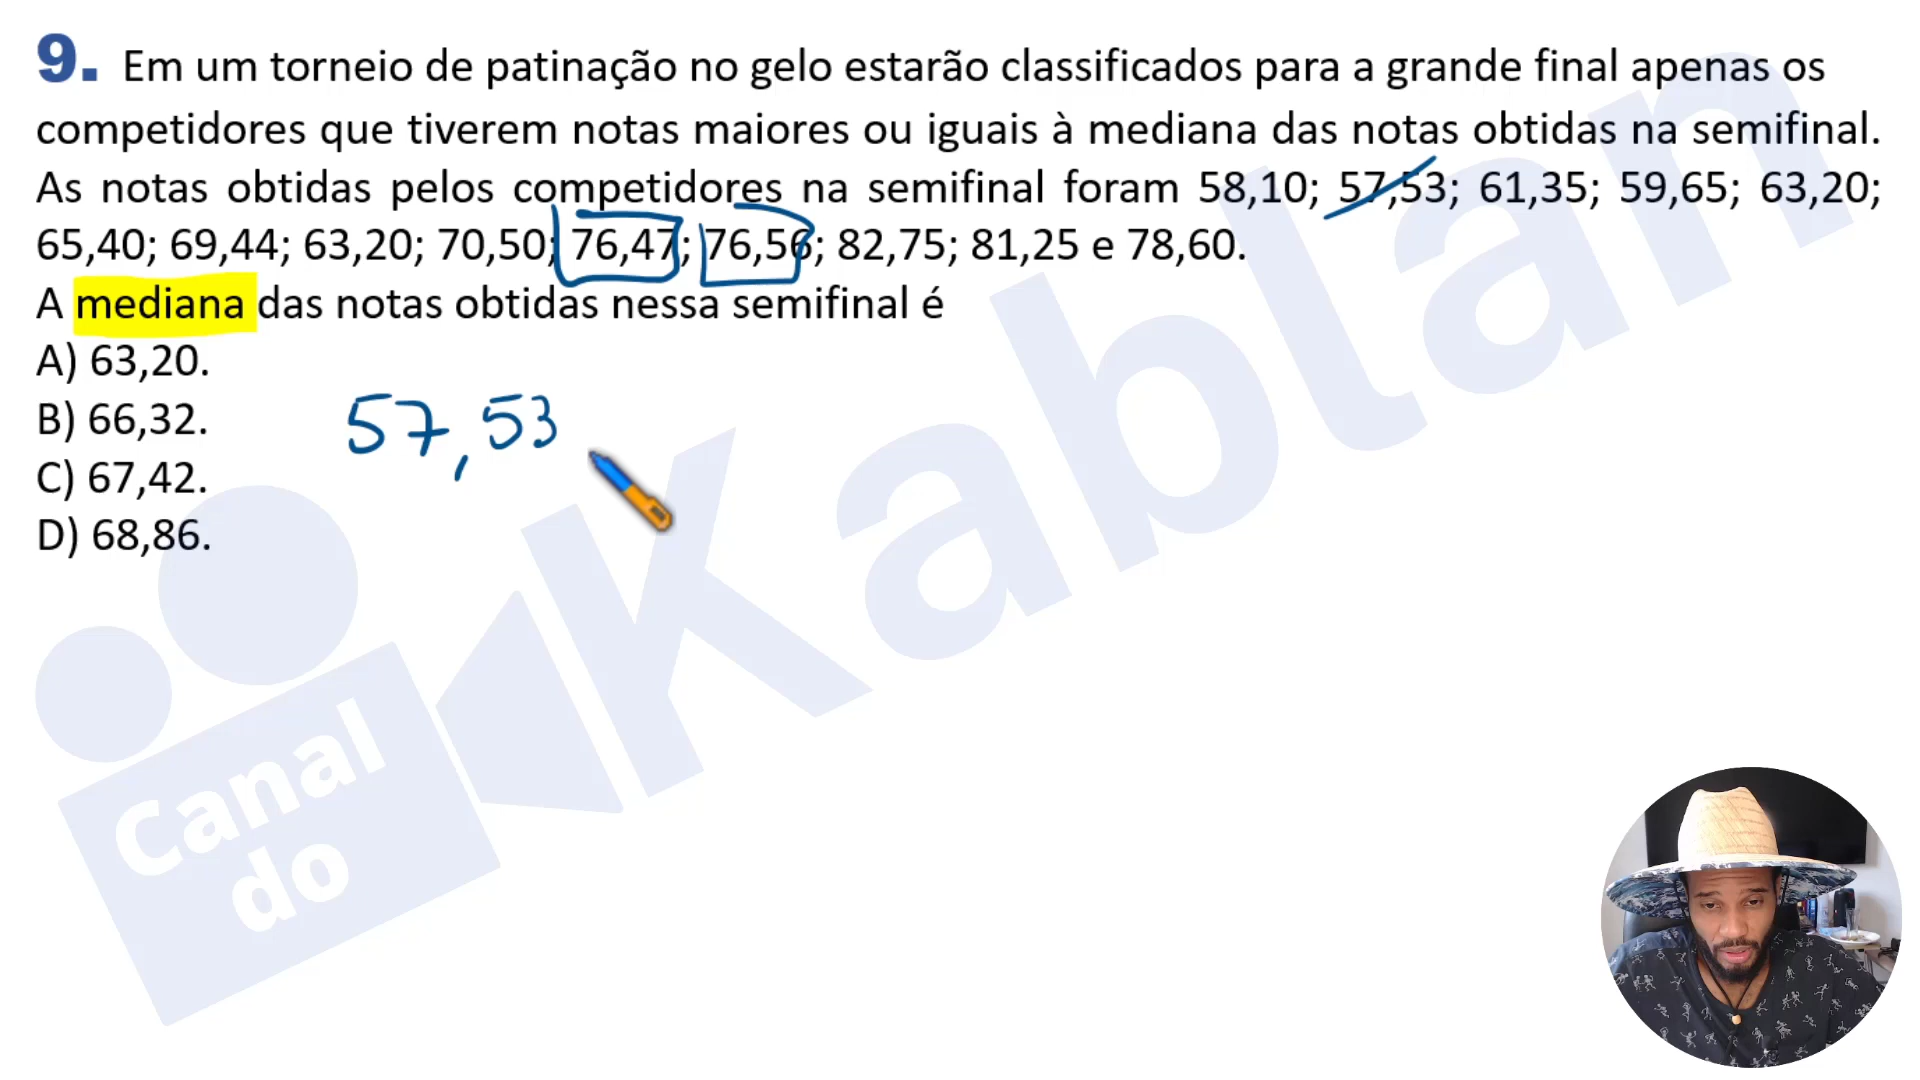 9. Em um torneio de patinação no gelo estarão classificados para a grande final apenas os
competidores que tiverem notas maiores ou iguais à mediana das notas obtidas na semifinal.
As notas obtidas pelos competidores na semifinal foram 58,10; 57,53; 61,35; 59,65; 63,20;
65,40; 69,44; 63,20; 70,50; 76,47; 76,56; 82,75; 81,25 e 78,60.
A mediana das notas obtidas nessa semifinal é
A) 63,20.
B) 66,32.
C) 67,42.
D) 68,86.
57,53
Canal
do
Kablan